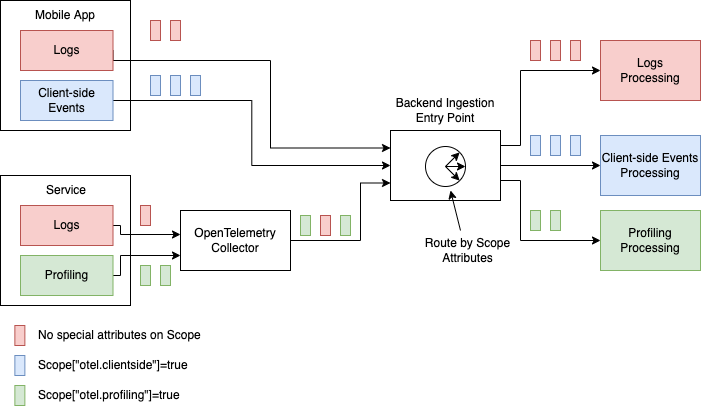 Mobile App
Logs
Client-side
Events
Service
Logs
Profiling
OpenTelemetry
Collector
Backend Ingestion
Entry Point
Route by Scope
Attributes
Logs
Processing
Client-side Events
Processing
Profiling
Processing
No special attributes on Scope
Scope["otel.clientside"]=true
Scope["otel.profiling"]=true